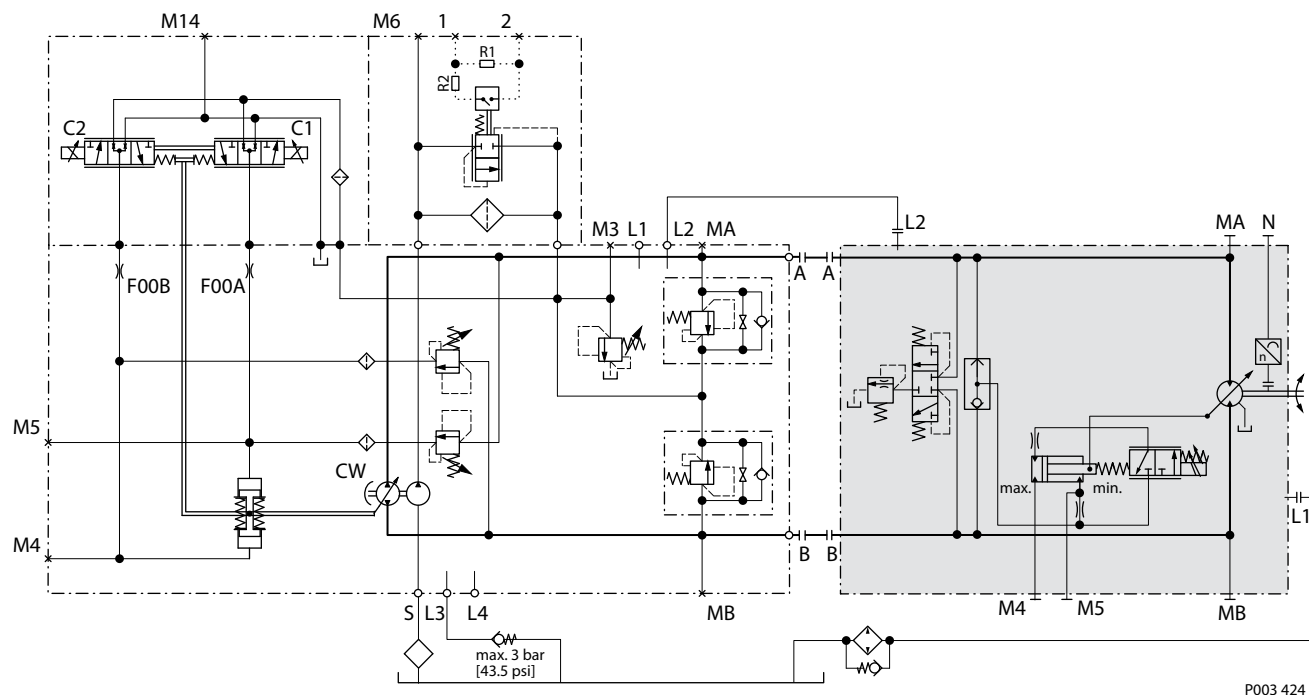 M14
M6
1
2
R1
R2
C2
C1
M3
L1
L2
MA
L2
MA
N
F00B
F00A
A
A
n
M5
CW
max.
min.
L1
M4
B
B
S
L3
L4
MB
M4
M5
MB
max. 3 bar
[43.5 psi]
P003 424